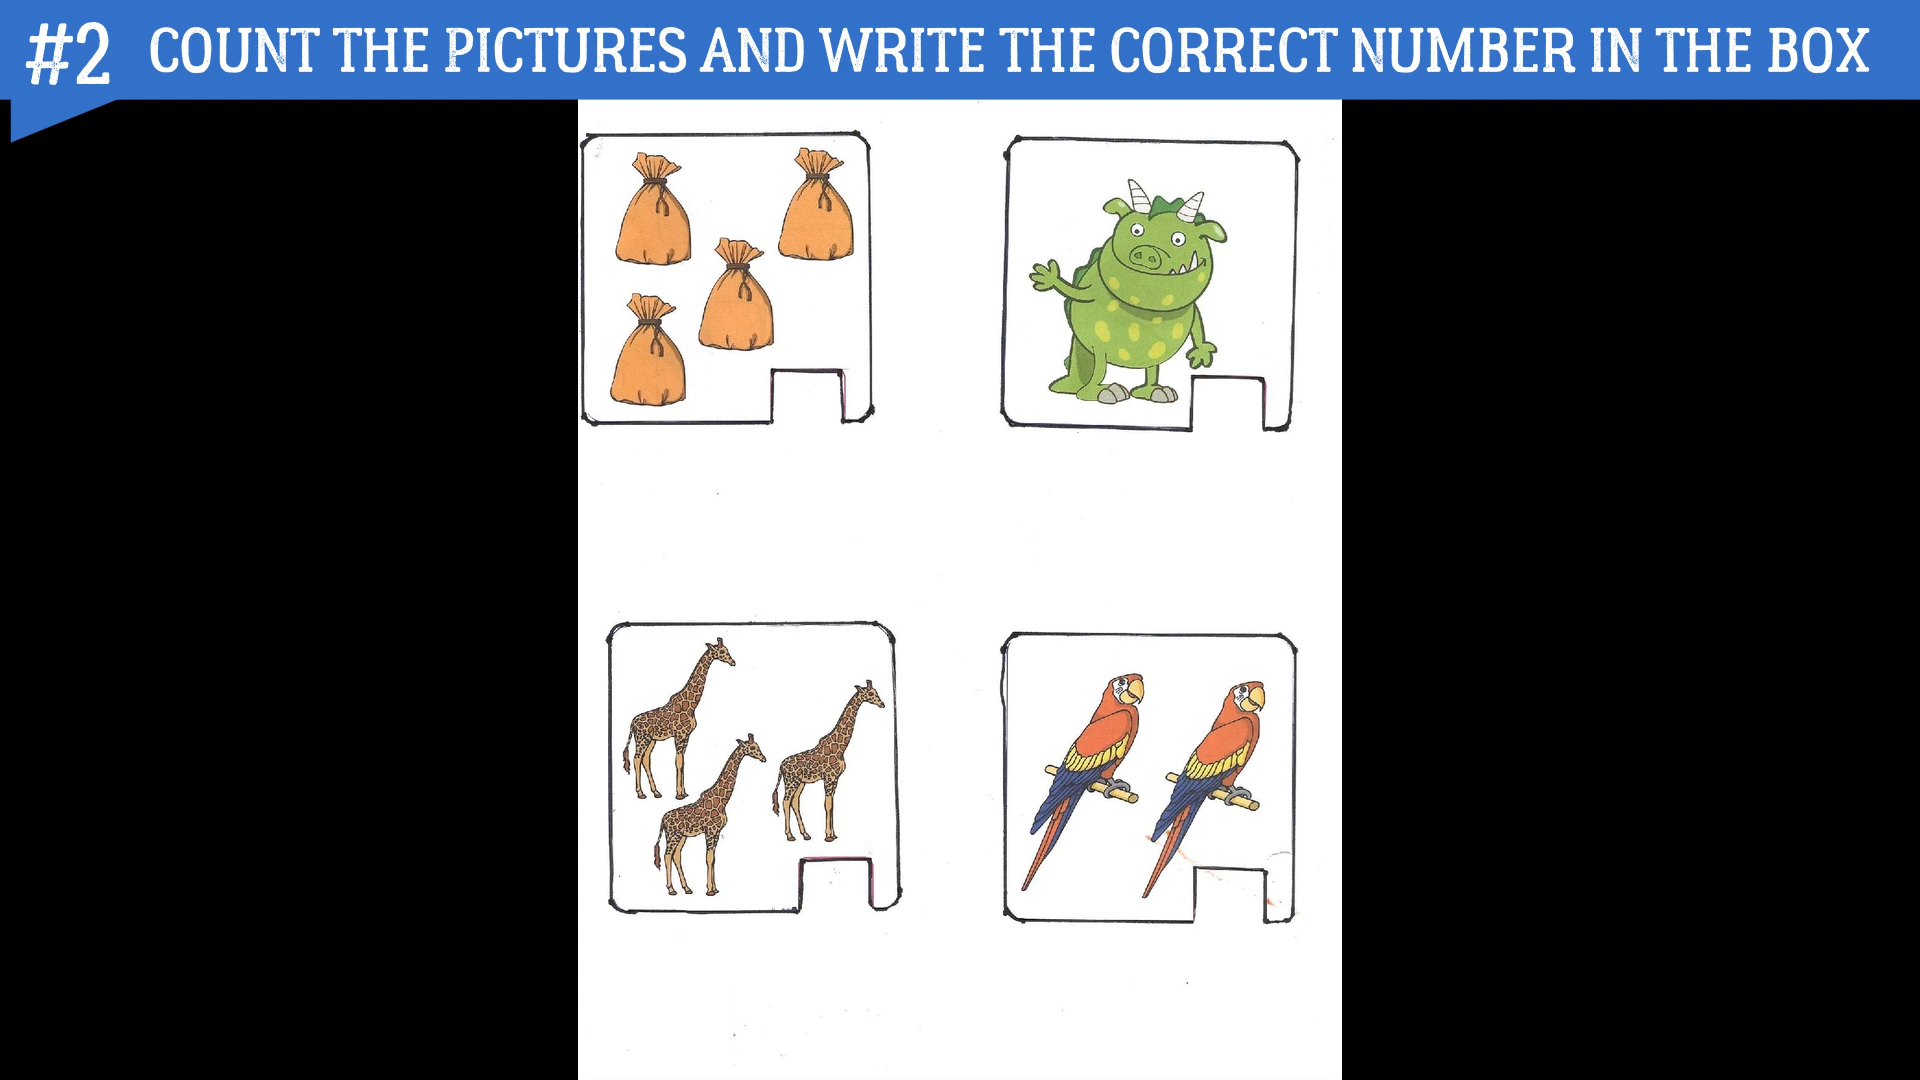 #2 COUNT THE PICTURES AND WRITE THE CORRECT NUMBER IN THE BOX